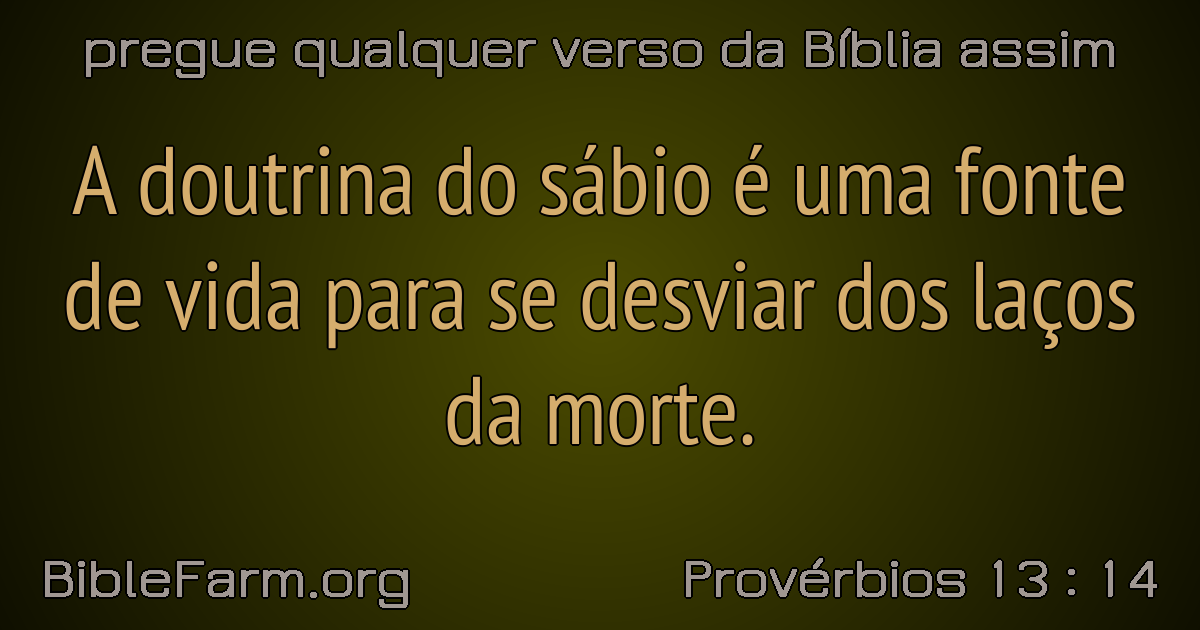 pregue qualquer verso da Bíblia assim
A doutrina do sábio é uma fonte
de vida para se desviar dos laços
da morte.
BibleFarm.org
Provérbios 13 : 14